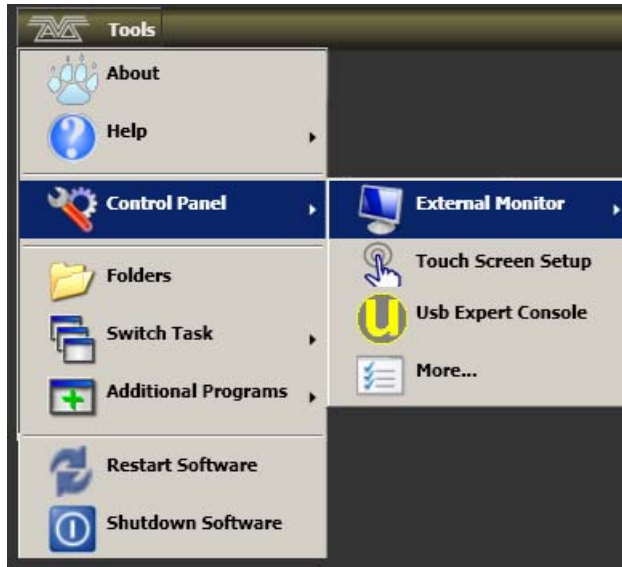 Tools
About
Help
Control Panel
Folders
Switch Task
Additional Programs
Restart Software
Shutdown Software
External Monitor
Touch Screen Setup
Usb Expert Console
More...